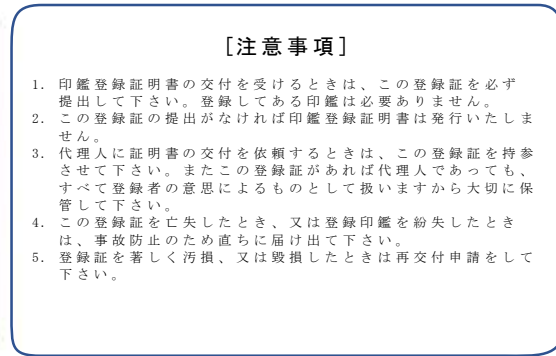 [注意事項]
1. 印鑑登録証明書の交付を受けるときは、この登録証を必ず
提出して下さい。登録してある印鑑は必要ありません。
2. この登録証の提出がなければ印鑑登録証明書は発行いたしま
せん。
3. 代理人に証明書の交付を依頼するときは、この登録証を持参
させて下さい。またこの登録証があれば代理人であっても、
すべて登録者の意思によるものとして扱いますから大切に保
管して下さい。
4. この登録証を亡失したとき、又は登録印鑑を紛失したとき
は、事故防止のため直ちに届け出て下さい。
5. 登録証を著しく汚損、又は毀損したときは再交付申請をして
下さい。